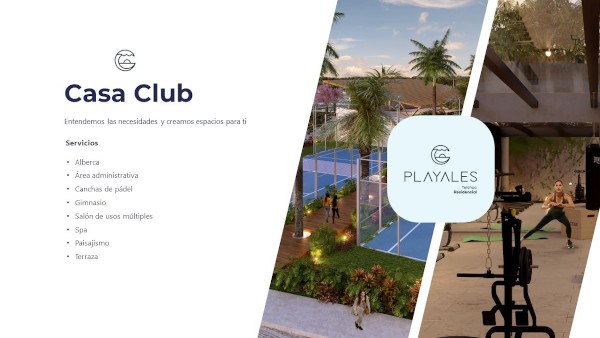 Casa Club
Entendemos las necesidades y creamos espacios para ti
Servicios
• Alberca
• Área administrativa
• Canchas de pádel
• Gimnasio
• Salón de usos múltiples
• Spa
• Paisajismo
• Terraza
PLAYALES
Telchac
Residencial